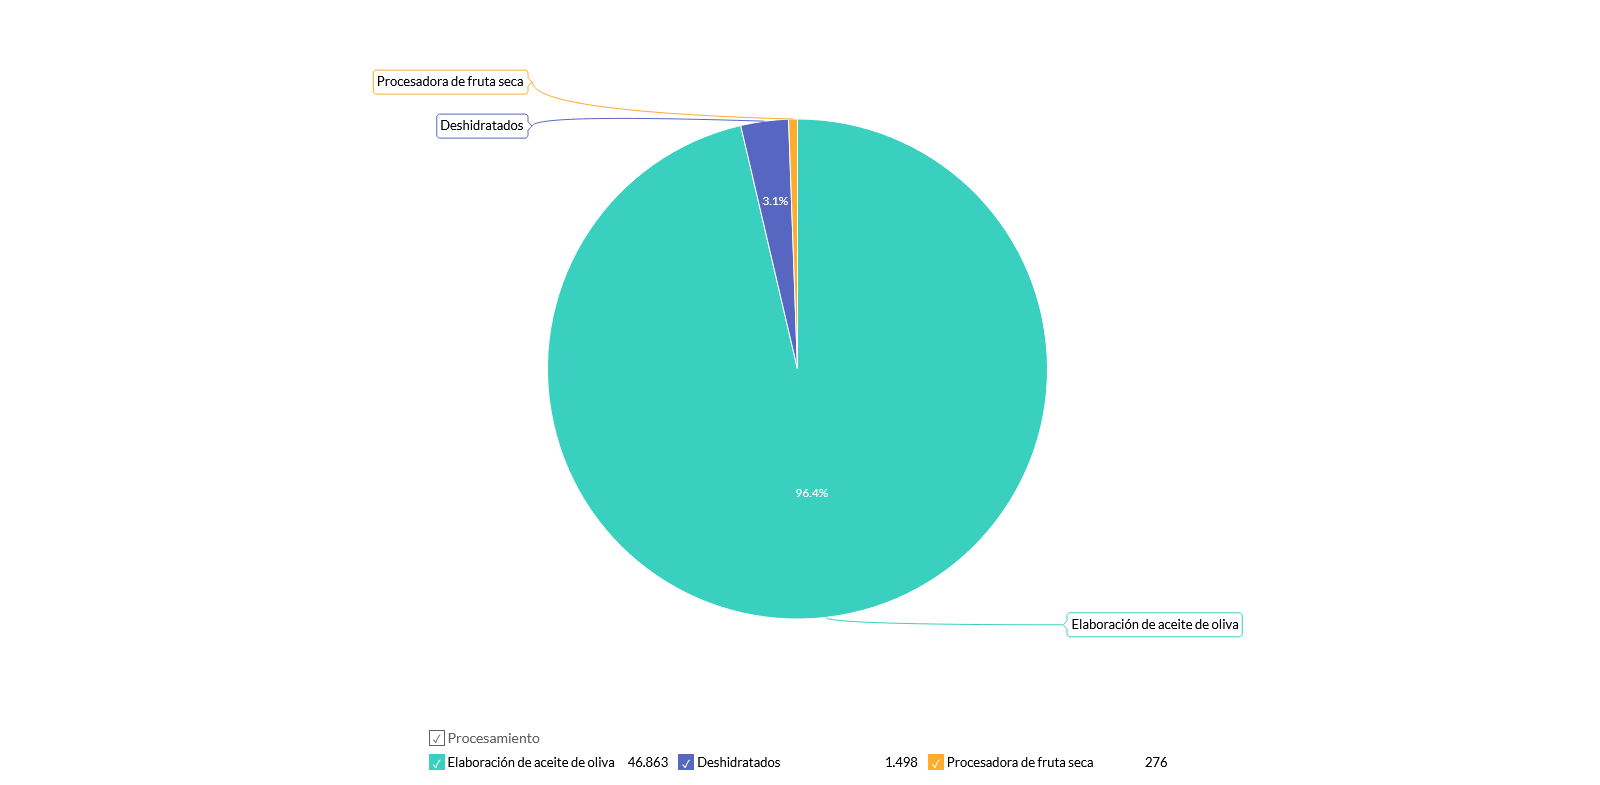 Procesadora de fruta seca
Deshidratados
3.1%
96.4%
Elaboración de aceite de oliva
Procesamiento
Elaboración de aceite de oliva 46.863 Deshidratados 1.498 Procesadora de fruta seca 276